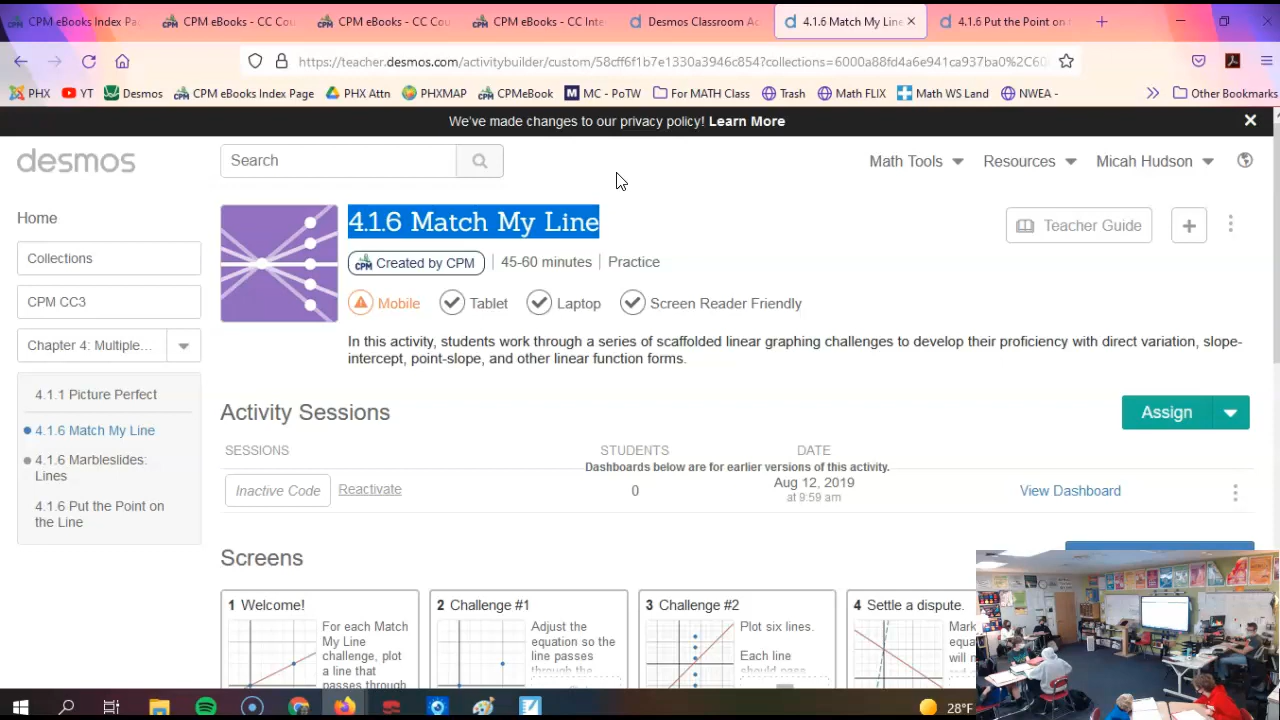 CPM eBooks Index Pa
CPM eBooks - CC Cou
CPM eBooks - CC Cou
CPM eBooks - CC Inte
Desmos Classroom Ac
4.1.6 Match My Line
4.1.6 Put the Point on
https://teacher.desmos.com/activitybuilder/custom/58cff6f1b7e1330a3946c854?collections=6000a88fd4a6e941ca937ba0%2C60
PHX
YT
Desmos
CPM eBooks Index Page
PHX Attn
PHXMAP
CPMeBook
MC - PoTW
For MATH Class
Trash
Math FLIX
Math WS Land
NWEA -
Other Bookmarks
We've made changes to our privacy policy! Learn More
desmos
Search
Math Tools
Resources
Micah Hudson
Home
Collections
CPM CC3
Chapter 4: Multiple...
4.1.1 Picture Perfect
4.1.6 Match My Line
4.1.6 Marbleslides:
Lines
4.1.6 Put the Point on
the Line
4.1.6 Match My Line
Teacher Guide
CPM Created by CPM
45-60 minutes
Practice
Mobile
Tablet
Laptop
Screen Reader Friendly
In this activity, students work through a series of scaffolded linear graphing challenges to develop their proficiency with direct variation, slope-
intercept, point-slope, and other linear function forms.
Activity Sessions
Assign
SESSIONS
STUDENTS
DATE
Dashboards below are for earlier versions of this activity.
Inactive Code
Reactivate
0
Aug 12, 2019
at 9:59 am
View Dashboard
Screens
1 Welcome!
For each Match
My Line
challenge, plot
a line that
passes through
2 Challenge #1
Adjust the
equation so the
line passes
through the
3 Challenge #2
Plot six lines.
Each line
should pass
4 Settle a dispute.
Mark
equa
will n
28°F